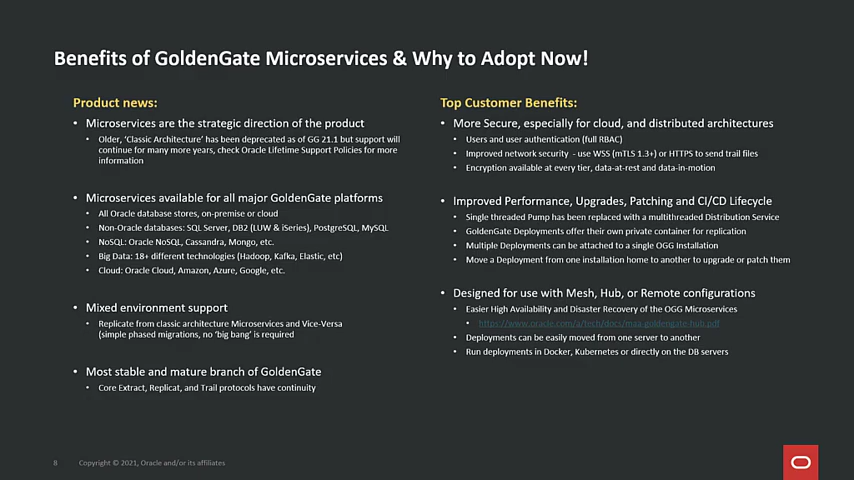 Benefits of GoldenGate Microservices & Why to Adopt Now!
Product news:
• Microservices are the strategic direction of the product
• Older, 'Classic Architecture' has been deprecated as of GG 21.1 but support will
continue for many more years, check Oracle Lifetime Support Policies for more
information
• Microservices available for all major GoldenGate platforms
• All Oracle database stores, on-premise or cloud
• Non-Oracle databases: SQL Server, DB2 (LUW & iSeries), PostgreSQL, MySQL
• NoSQL: Oracle NoSQL, Cassandra, Mongo, etc.
• Big Data: 18+ different technologies (Hadoop, Kafka, Elastic, etc)
• Cloud: Oracle Cloud, Amazon, Azure, Google, etc.
• Mixed environment support
• Replicate from classic architecture Microservices and Vice-Versa
(simple phased migrations, no 'big bang' is required
• Most stable and mature branch of GoldenGate
• Core Extract, Replicat, and Trail protocols have continuity
Top Customer Benefits:
• More Secure, especially for cloud, and distributed architectures
• Users and user authentication (full RBAC)
• Improved network security - use WSS (mTLS 1.3+) or HTTPS to send trail files
• Encryption available at every tier, data-at-rest and data-in-motion
• Improved Performance, Upgrades, Patching and CI/CD Lifecycle
• Single threaded Pump has been replaced with a multithreaded Distribution Service
• GoldenGate Deployments offer their own private container for replication
• Multiple Deployments can be attached to a single OGG Installation
• Move a Deployment from one installation home to another to upgrade or patch them
• Designed for use with Mesh, Hub, or Remote configurations
• Easier High Availability and Disaster Recovery of the OGG Microservices
• https://www.oracle.com/a/tech/docs/maa-goldengate-hub.pdf
• Deployments can be easily moved from one server to another
• Run deployments in Docker, Kubernetes or directly on the DB servers
8 Copyright © 2021, Oracle and/or its affiliates